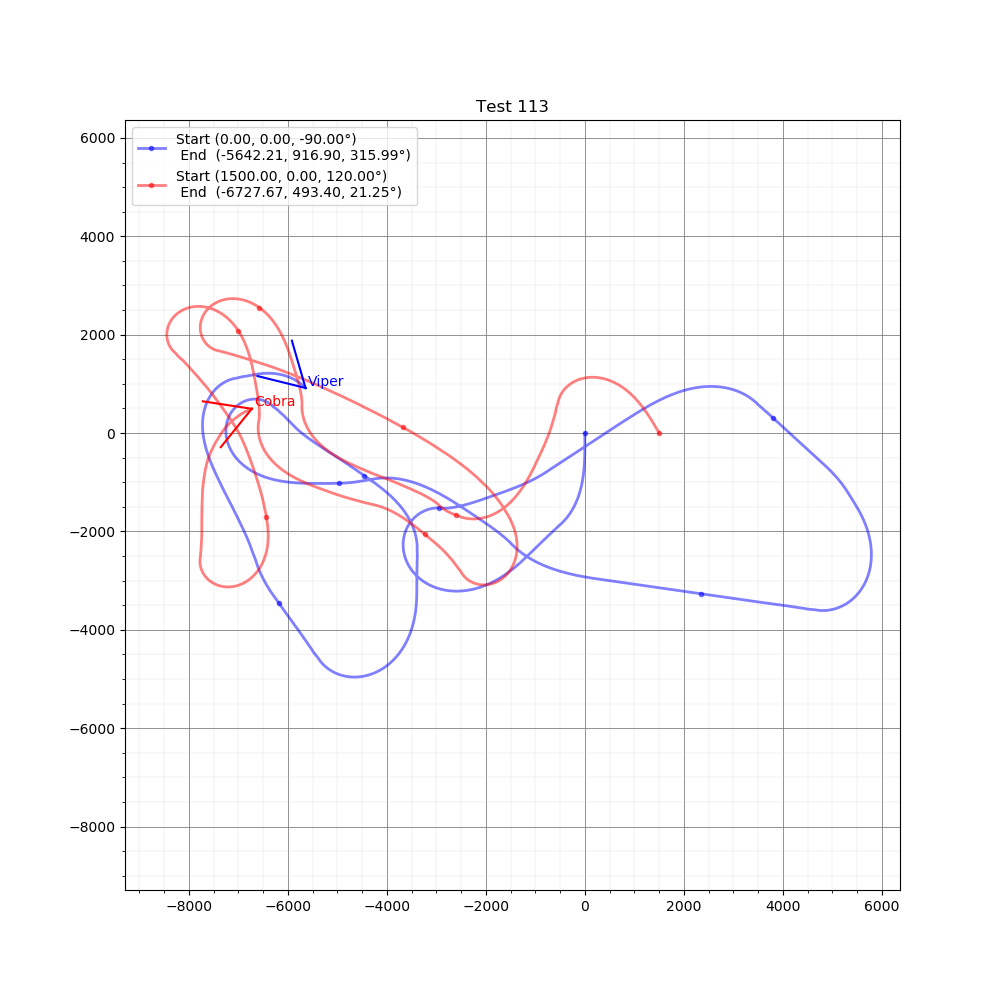 Test 113
Start (0.00, 0.00, -90.00°)
End (-5642.21, 916.90, 315.99°)
Start (1500.00, 0.00, 120.00°)
End (-6727.67, 493.40, 21.25°)
6000
4000
2000
0
−2000
−4000
−6000
−8000
Viper
Cobra
−8000 −6000 −4000 −2000 0 2000 4000 6000